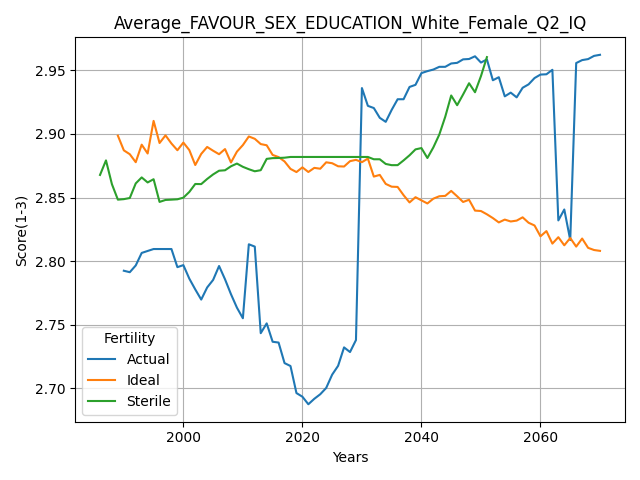 Average_FAVOUR_SEX_EDUCATION_White_Female_Q2_IQ
Score(1-3)
2.95
2.90
2.85
2.80
2.75
2.70
Fertility
Actual
Ideal
Sterile
2000
2020
2040
2060
Years